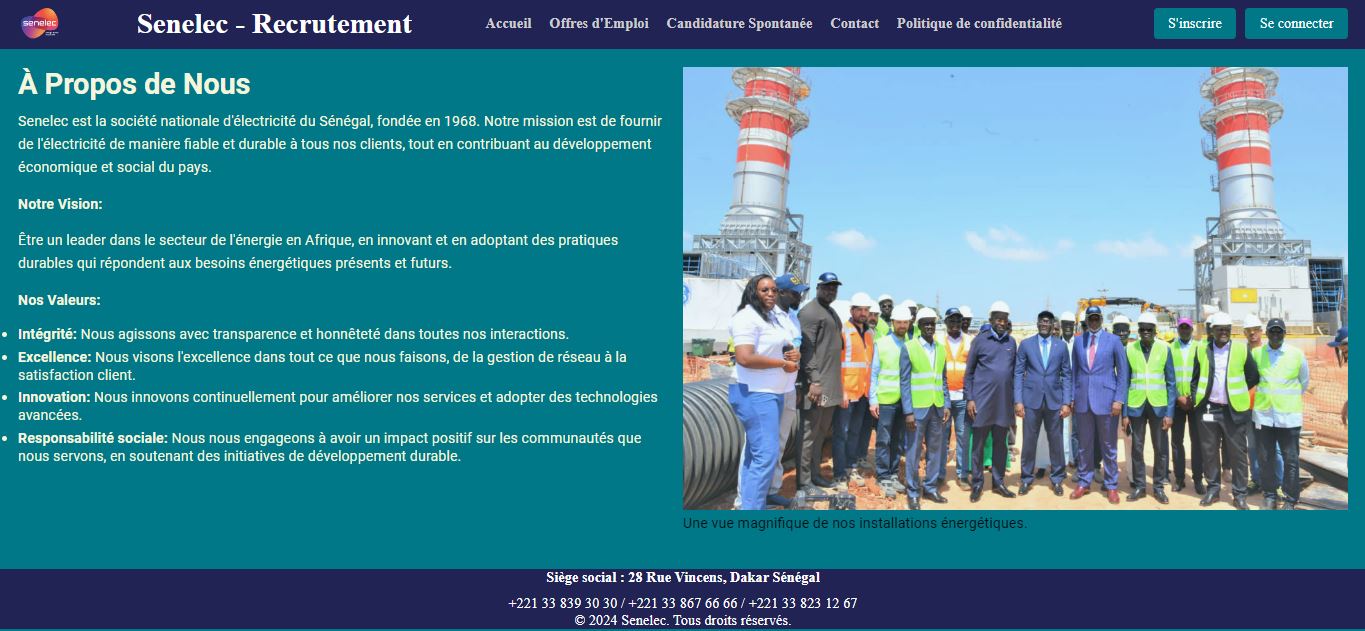 senelec
Senelec - Recrutement
Accueil
Offres d'Emploi
Candidature Spontanée
Contact
Politique de confidentialité
S'inscrire
Se connecter
À Propos de Nous
Senelec est la société nationale d'électricité du Sénégal, fondée en 1968. Notre mission est de fournir
de l'électricité de manière fiable et durable à tous nos clients, tout en contribuant au développement
économique et social du pays.
Notre Vision:
Être un leader dans le secteur de l'énergie en Afrique, en innovant et en adoptant des pratiques
durables qui répondent aux besoins énergétiques présents et futurs.
Nos Valeurs:
• Intégrité: Nous agissons avec transparence et honnêteté dans toutes nos interactions.
• Excellence: Nous visons l'excellence dans tout ce que nous faisons, de la gestion de réseau à la
satisfaction client.
• Innovation: Nous innovons continuellement pour améliorer nos services et adopter des technologies
avancées.
• Responsabilité sociale: Nous nous engageons à avoir un impact positif sur les communautés que
nous servons, en soutenant des initiatives de développement durable.
Une vue magnifique de nos installations énergétiques.
Siège social : 28 Rue Vincens, Dakar Sénégal
+221 33 839 30 30 / +221 33 867 66 66 / +221 33 823 12 67
© 2024 Senelec. Tous droits réservés.